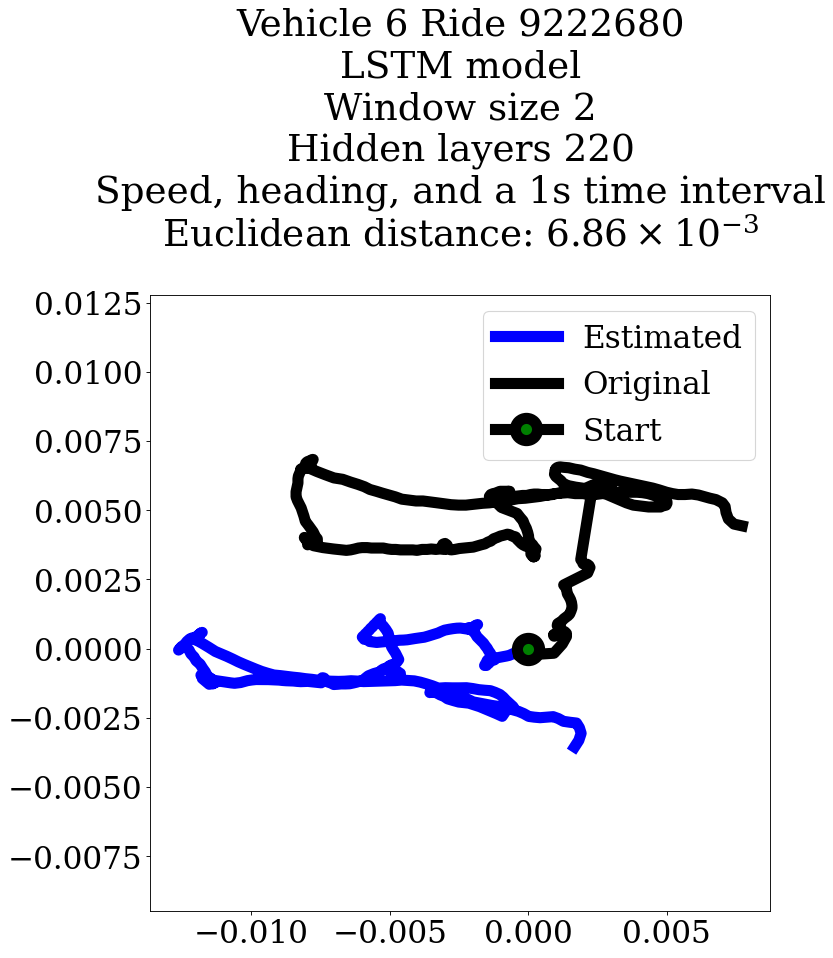 Vehicle 6 Ride 9222680
LSTM model
Window size 2
Hidden layers 220
Speed, heading, and a 1s time interval
Euclidean distance: 6.86 × 10⁻³
Estimated
Original
Start
0.0125
0.0100
0.0075
0.0050
0.0025
0.0000
−0.0025
−0.0050
−0.0075
−0.010 −0.005 0.000 0.005